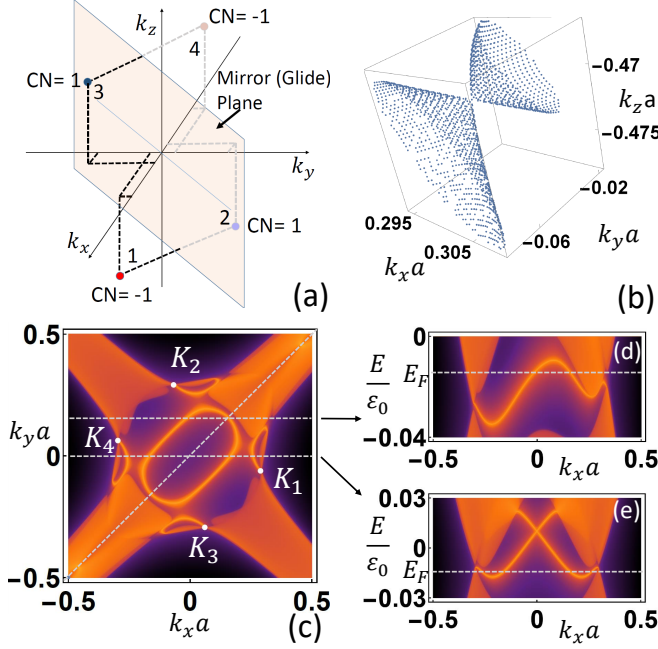 k_z
CN= -1
4
CN= 1
3
Mirror (Glide)
Plane
k_y
2
CN= 1
k_x
1
CN= -1
(a)
-0.47
k_z a
-0.475
-0.02
0.295
k_y a
0.305
-0.06
k_x a
(b)
0.5
K_2
k_y a
K_4
0
K_1
K_3
-0.5
-0.5
0
0.5
k_x a
(c)
0
(d)
E
ε_0
E_F
-0.04
-0.5
0
0.5
k_x a
0.03
(e)
E
ε_0
0
E_F
-0.03
-0.5
0
0.5
k_x a